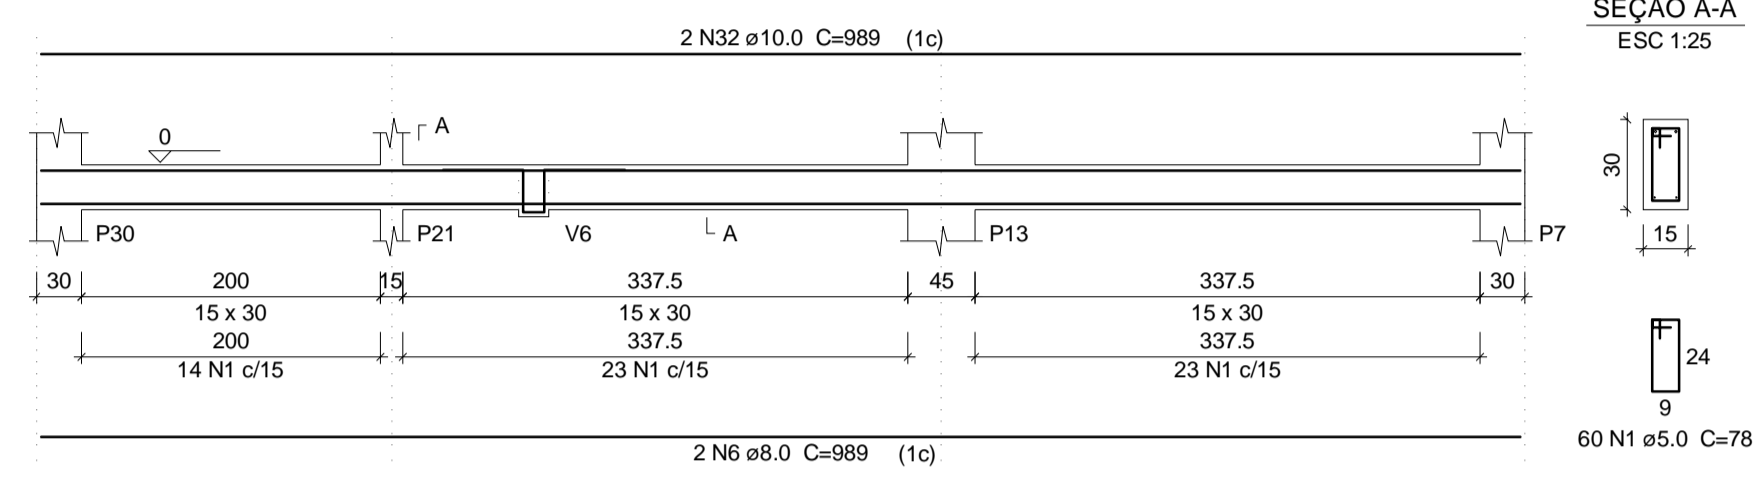 2 N32 ø10.0 C=989 (1c)
SEÇÃO A-A
ESC 1:25
0
A
30
P30
P21
V6
A
P13
P7
15
30
200
15
337.5
45
337.5
30
15 x 30
15 x 30
15 x 30
200
337.5
337.5
14 N1 c/15
23 N1 c/15
23 N1 c/15
24
9
60 N1 ø5.0 C=78
2 N6 ø8.0 C=989 (1c)